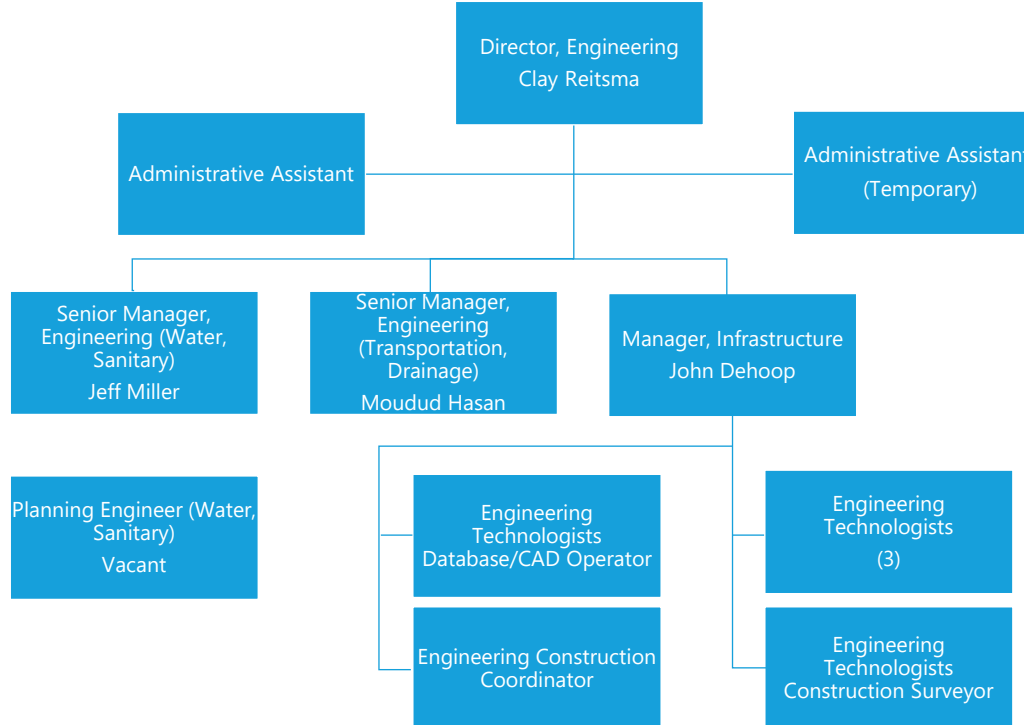 Director, Engineering
Clay Reitsma
Administrative Assistant
Administrative Assistant
(Temporary)
Senior Manager,
Engineering (Water,
Sanitary)
Jeff Miller
Senior Manager,
Engineering
(Transportation,
Drainage)
Moudud Hasan
Manager, Infrastructure
John Dehoop
Planning Engineer (Water,
Sanitary)
Vacant
Engineering
Technologists
Database/CAD Operator
Engineering
Technologists
(3)
Engineering Construction
Coordinator
Engineering
Technologists
Construction Surveyor